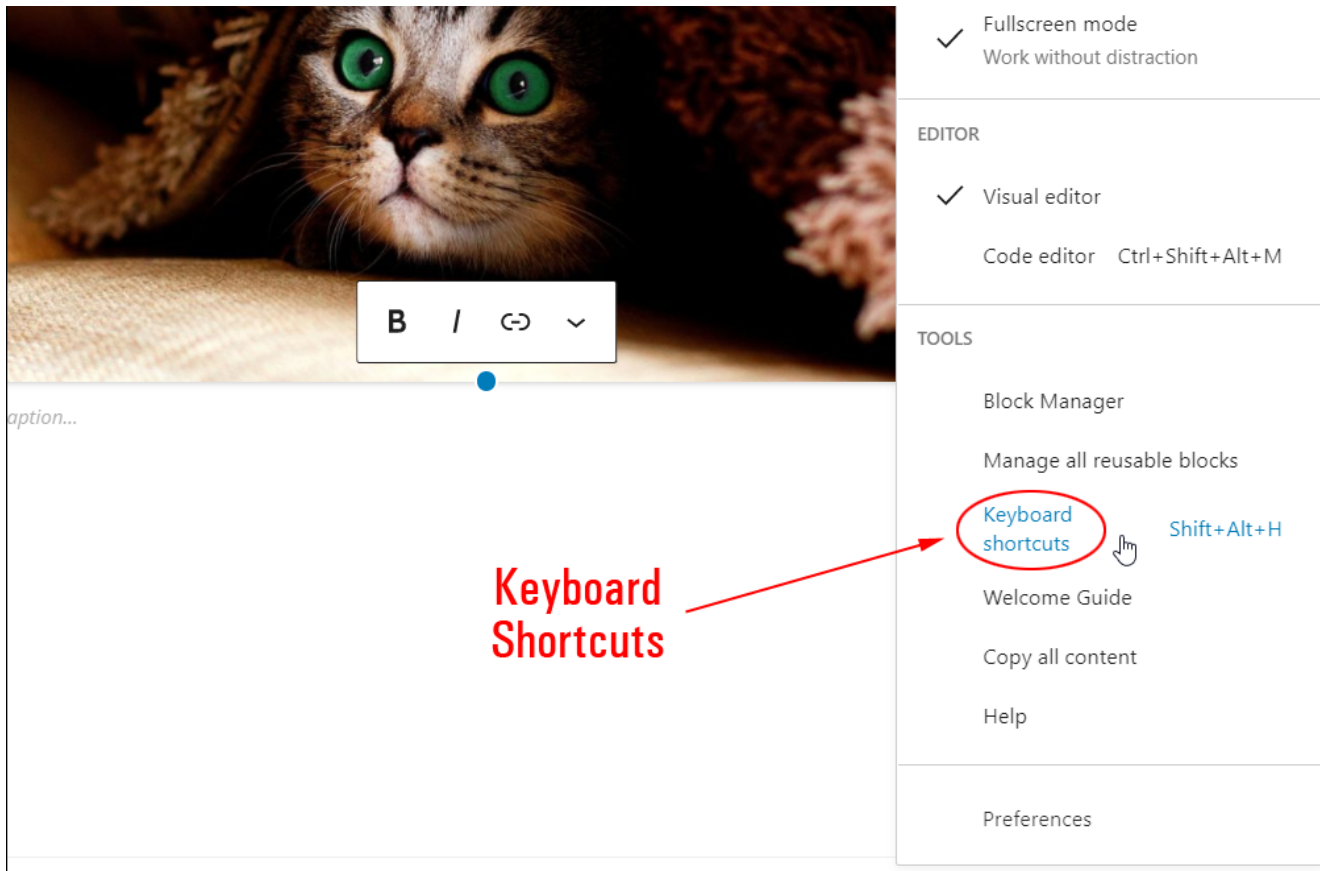 Fullscreen mode
Work without distraction
EDITOR
Visual editor
Code editor Ctrl+Shift+Alt+M
TOOLS
B I
aption...
Block Manager
Manage all reusable blocks
Keyboard
shortcuts
Shift+Alt+H
Keyboard
Shortcuts
Welcome Guide
Copy all content
Help
Preferences